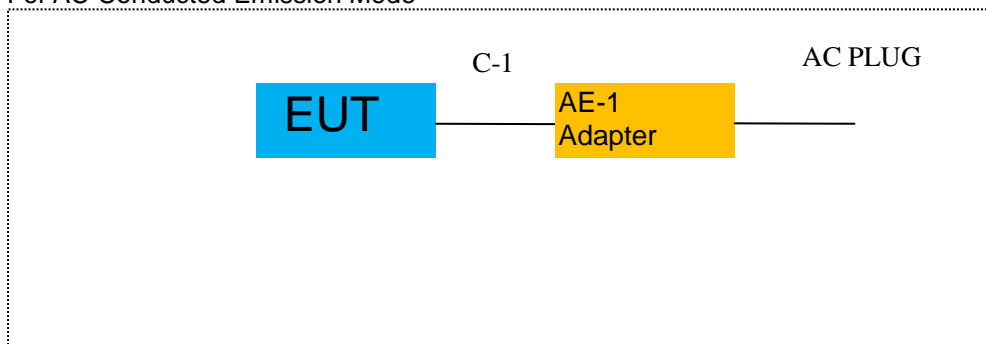 For AC Conducted Emission Mode
C-1
AC PLUG
EUT
AE-1
Adapter